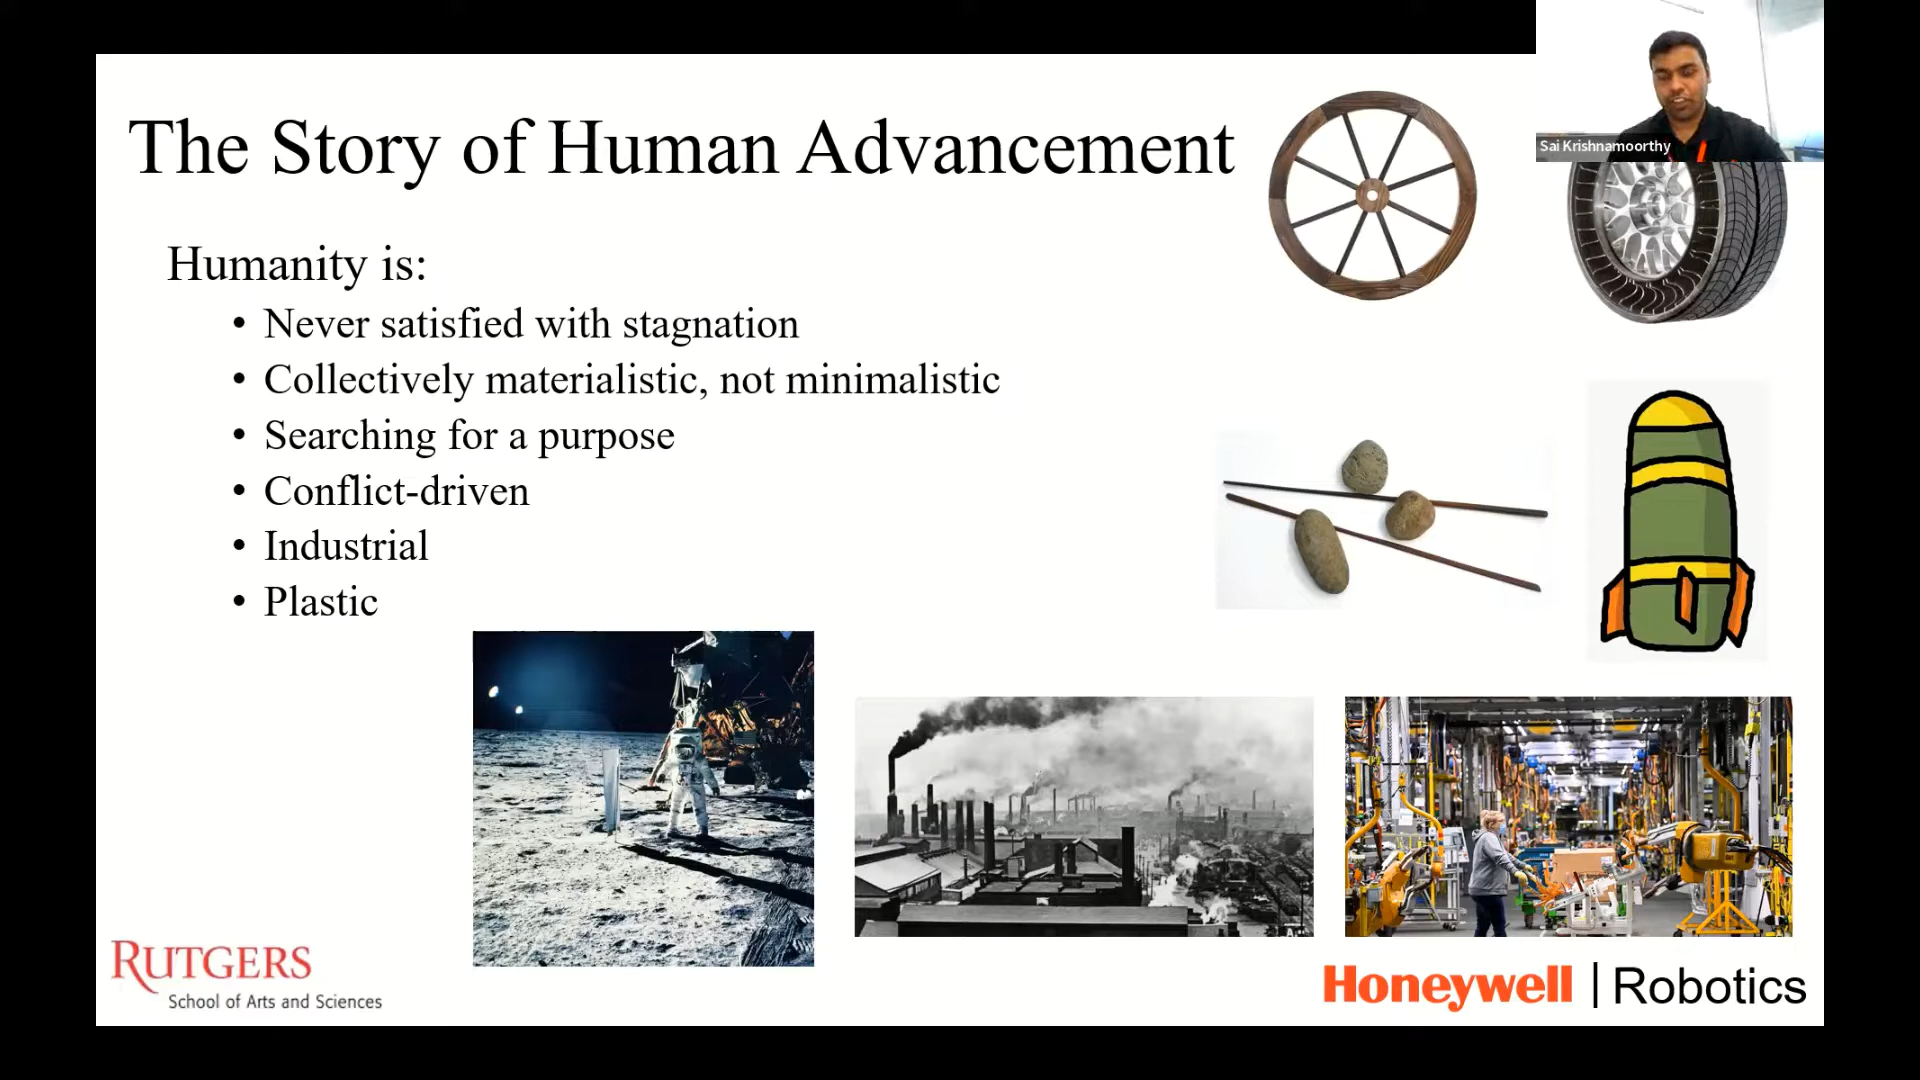 The Story of Human Advancement
Sai Krishnamoorthy
Humanity is:
• Never satisfied with stagnation
• Collectively materialistic, not minimalistic
• Searching for a purpose
• Conflict-driven
• Industrial
• Plastic
RUTGERS
School of Arts and Sciences
Honeywell | Robotics